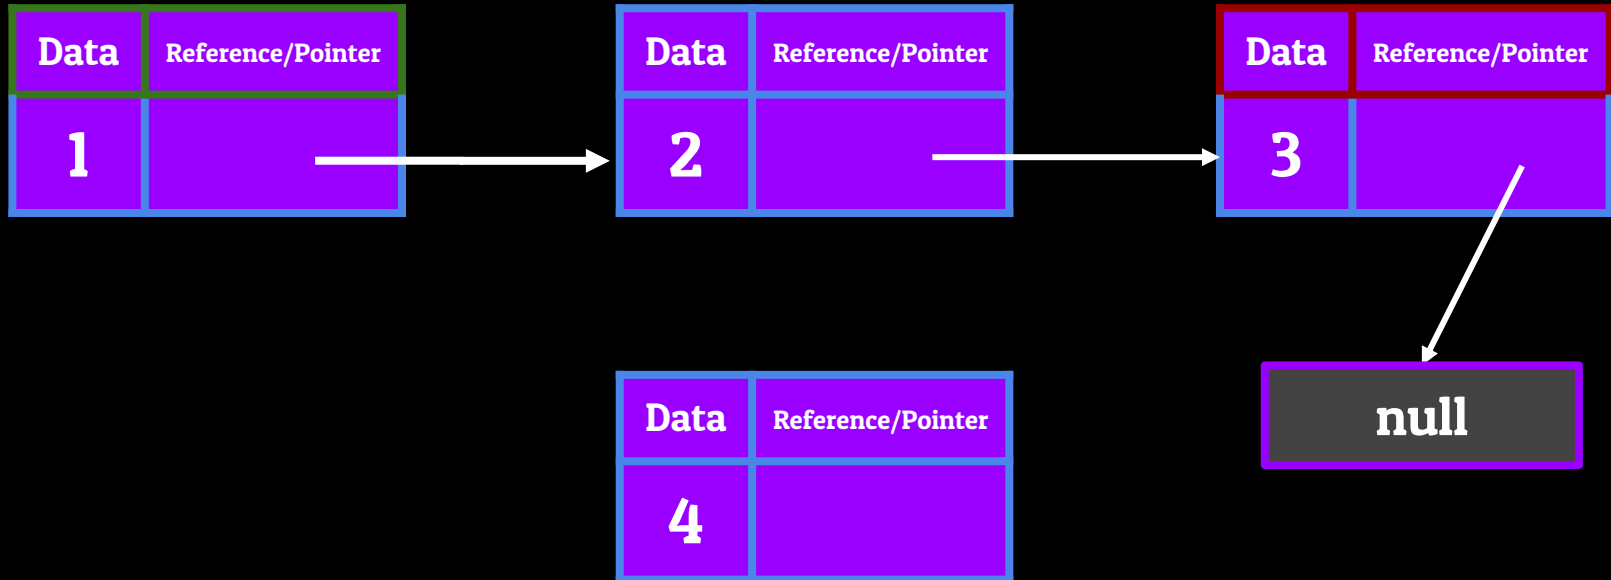 Data Reference/Pointer
1
Data Reference/Pointer
2
Data Reference/Pointer
3
Data Reference/Pointer
4
null